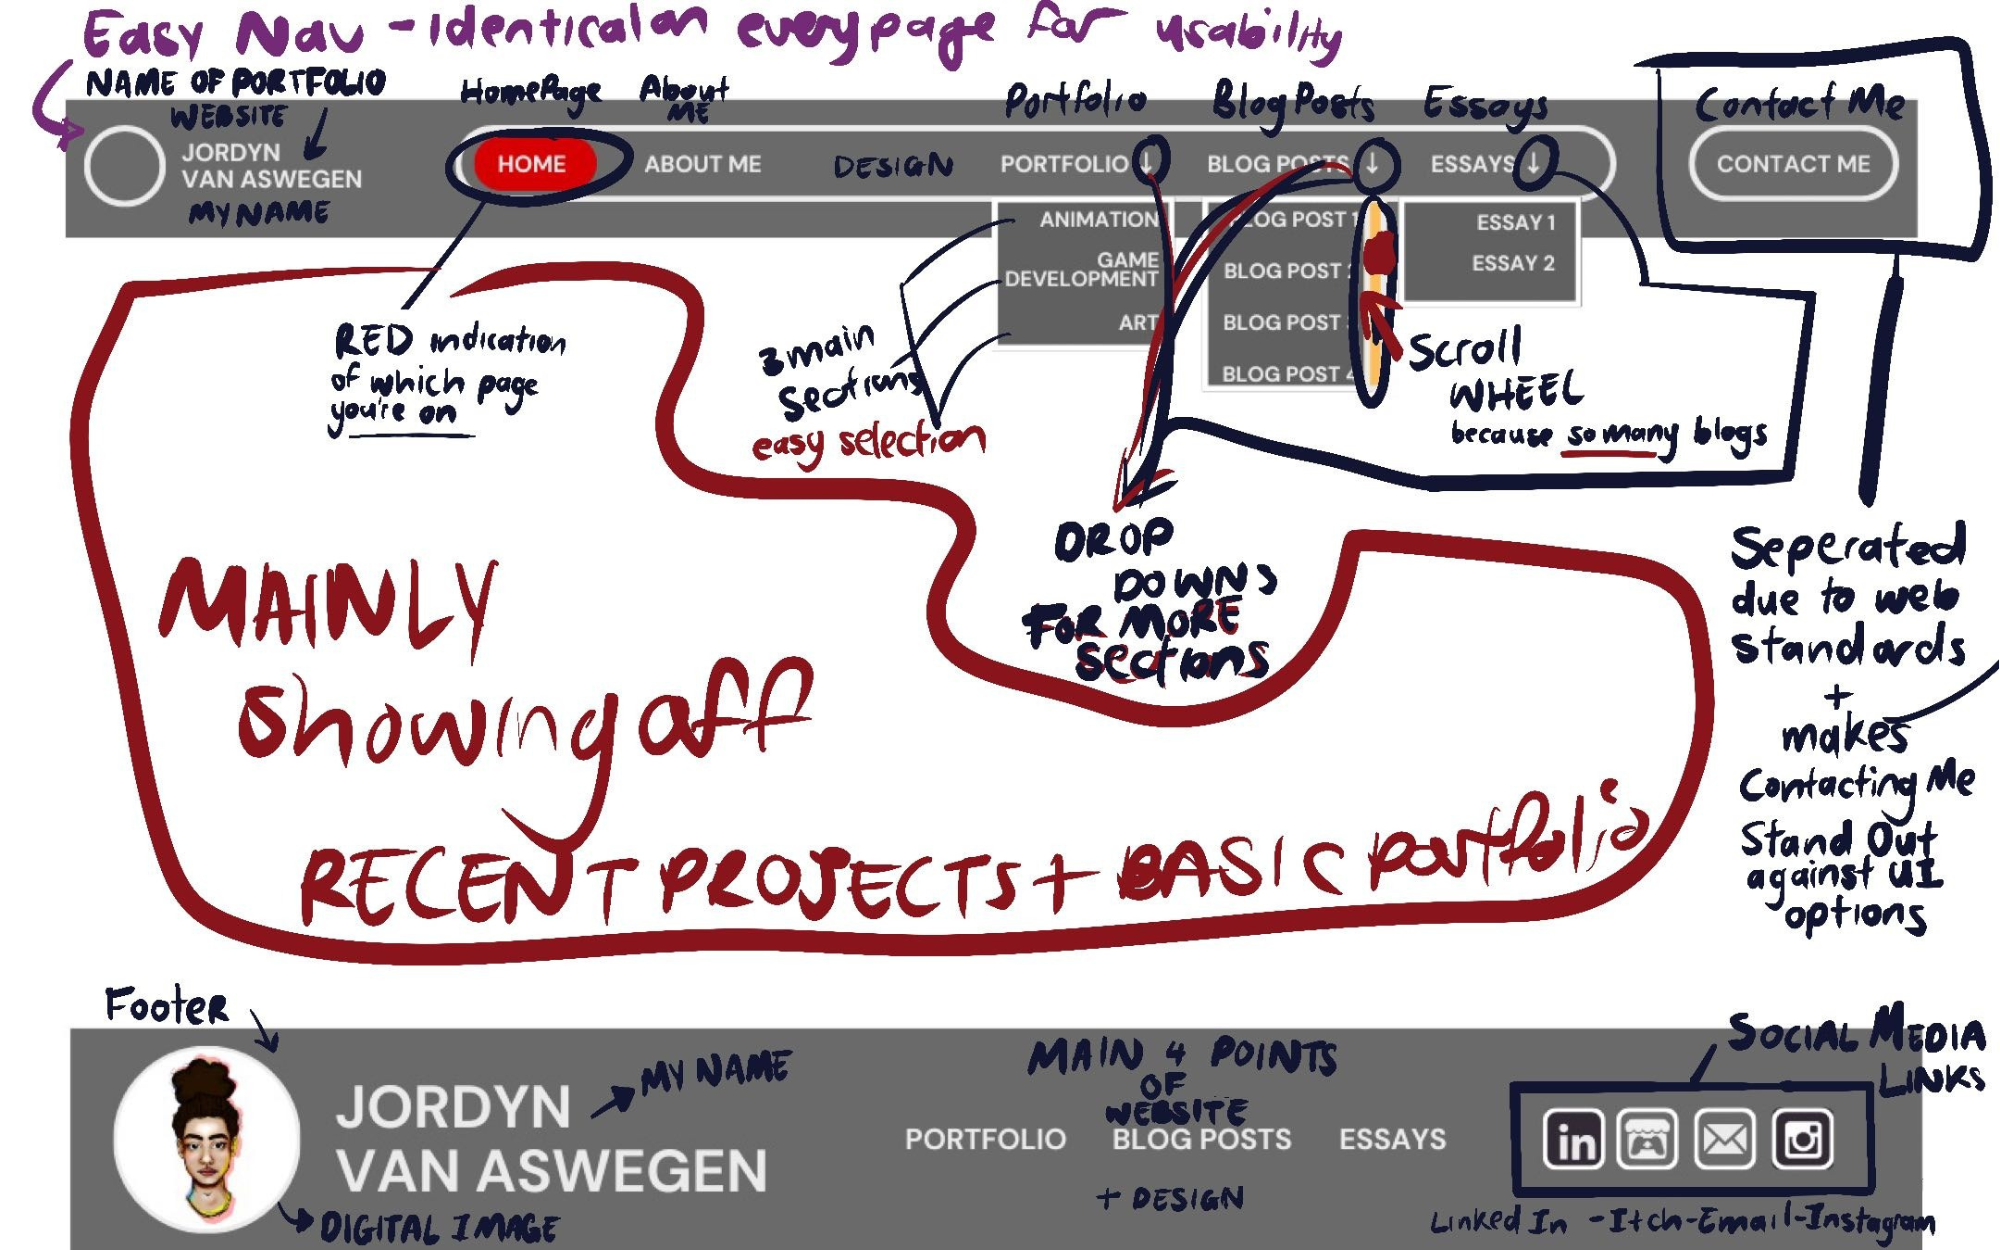 Easy Nav - Identical on every page for usability
NAME OF PORTFOLIO
WEBSITE
JORDYN
VAN ASWEGEN
MY NAME
HomePage
HOME
About
ME
ABOUT ME
DESIGN
Portfolio
PORTFOLIO ↓
Blog Posts
BLOG POSTS ↓
Essays
ESSAYS ↓
Contact Me
CONTACT ME
ANIMATION
GAME
DEVELOPMENT
ART
BLOG POST 1
BLOG POST 2
BLOG POST 3
BLOG POST 4
ESSAY 1
ESSAY 2
RED indication
of which page
you're on
3 main
sections
easy selection
Scroll
WHEEL
because so many blogs
DROP
DOWNS
FOR MORE
sections
Seperated
due to web
standards
+
makes
Contacting Me
Stand Out
against UI
options
MAINLY
showing off
RECENT PROJECTS + BASIC portfolio
Footer
JORDYN
VAN ASWEGEN
MY NAME
DIGITAL IMAGE
MAIN 4 POINTS
OF
WEBSITE
PORTFOLIO
BLOG POSTS
ESSAYS
+ DESIGN
SOCIAL MEDIA
LINKS
in
Linked In - Itch - Email - Instagram